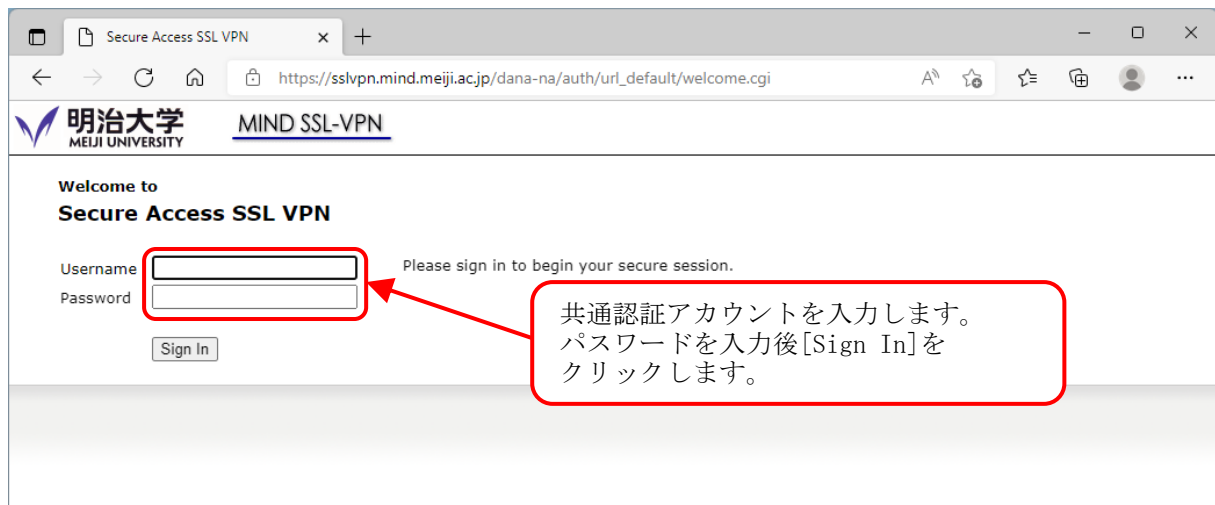 Secure Access SSL VPN
https://sslvpn.mind.meiji.ac.jp/dana-na/auth/url_default/welcome.cgi
明治大学
MEIJI UNIVERSITY
MIND SSL-VPN
Welcome to
Secure Access SSL VPN
Username
Please sign in to begin your secure session.
Password
Sign In
共通認証アカウントを入力します。
パスワードを入力後[Sign In]を
クリックします。